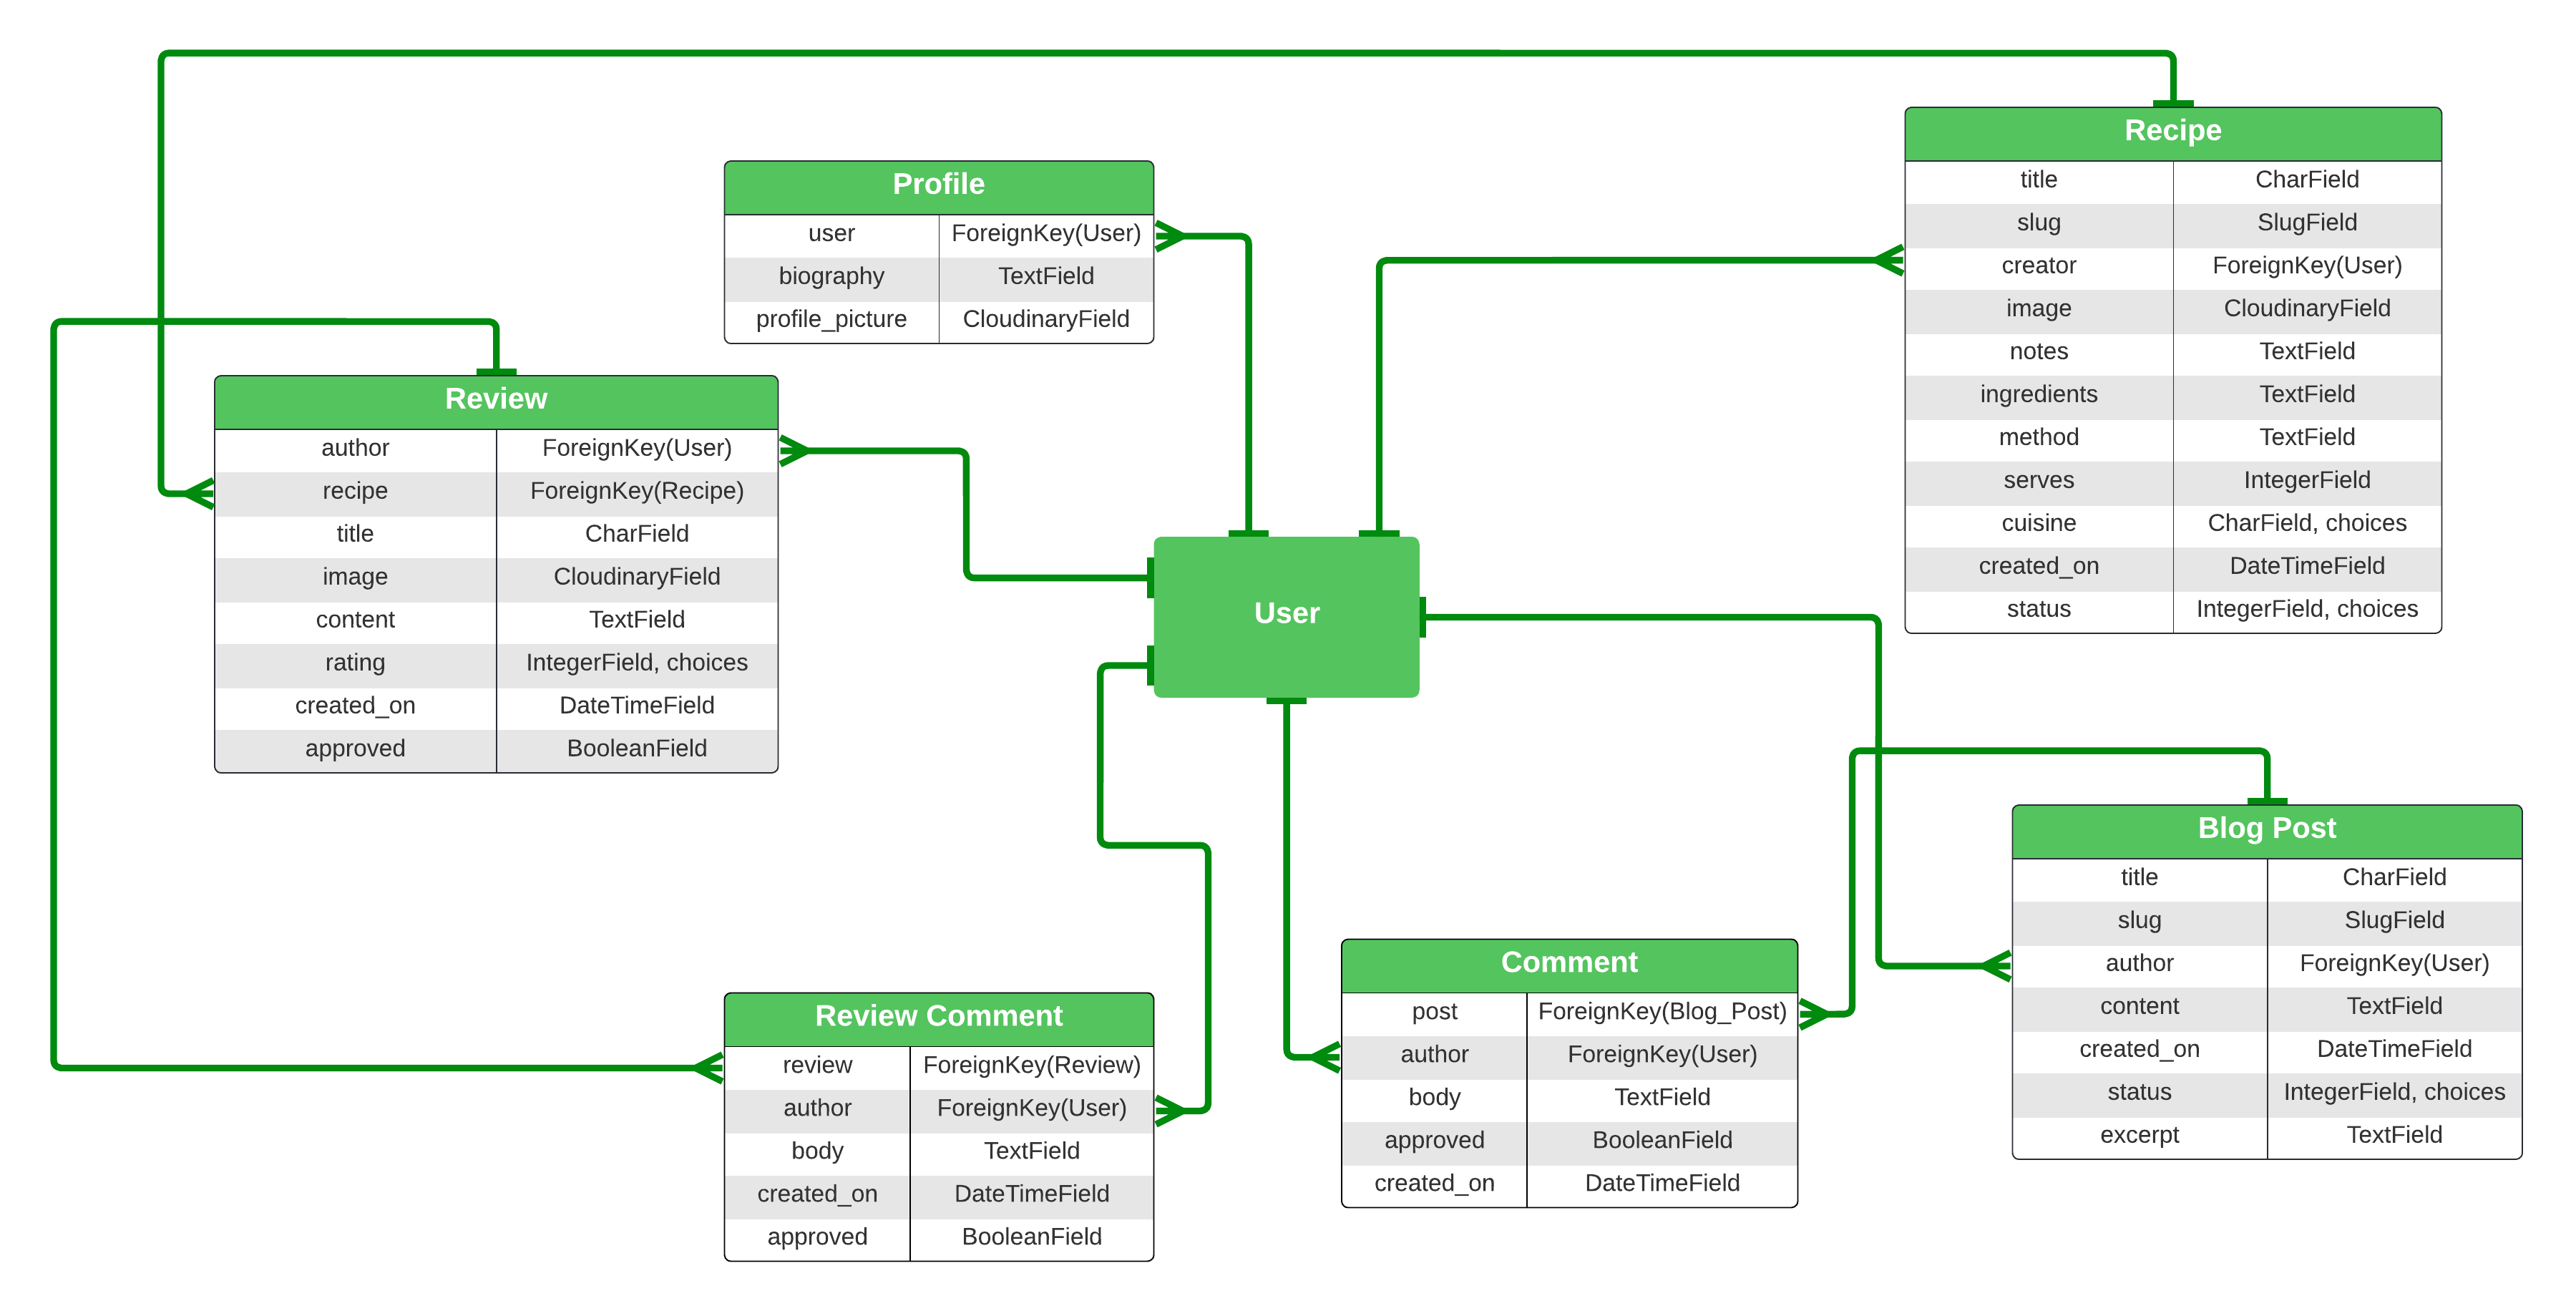 Recipe
title CharField
slug SlugField
creator ForeignKey(User)
image CloudinaryField
notes TextField
ingredients TextField
method TextField
serves IntegerField
cuisine CharField, choices
created_on DateTimeField
status IntegerField, choices
Profile
user ForeignKey(User)
biography TextField
profile_picture CloudinaryField
Review
author ForeignKey(User)
recipe ForeignKey(Recipe)
title CharField
image CloudinaryField
content TextField
rating IntegerField, choices
created_on DateTimeField
approved BooleanField
User
Blog Post
title CharField
slug SlugField
author ForeignKey(User)
content TextField
created_on DateTimeField
status IntegerField, choices
excerpt TextField
Comment
post ForeignKey(Blog_Post)
author ForeignKey(User)
body TextField
approved BooleanField
created_on DateTimeField
Review Comment
review ForeignKey(Review)
author ForeignKey(User)
body TextField
created_on DateTimeField
approved BooleanField